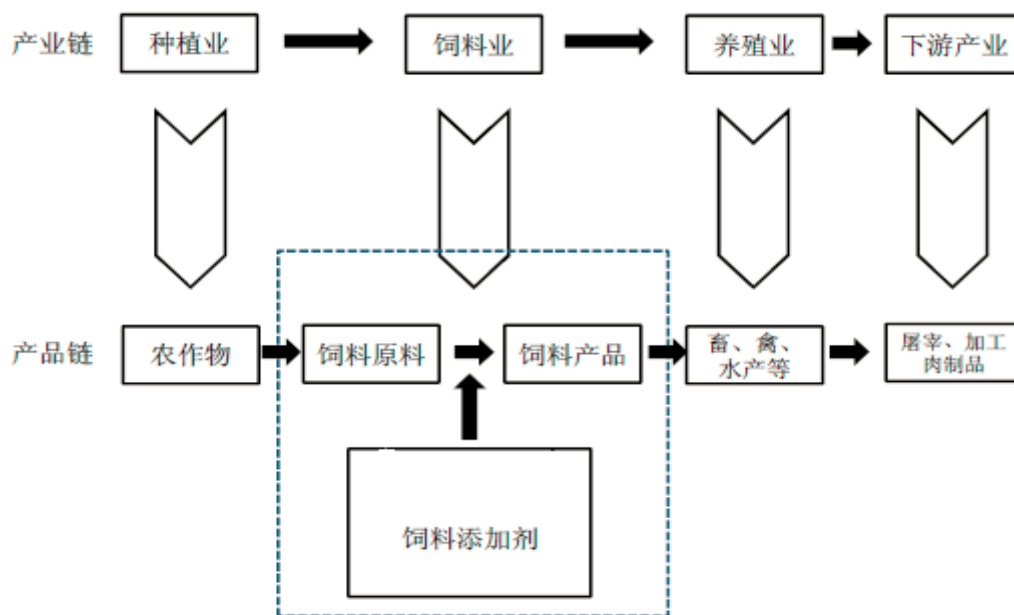 产业链 种植业 饲料业 养殖业 下游产业
产品链 农作物 饲料原料 饲料产品 畜、禽、
水产等 屠宰、加工
肉制品
饲料添加剂